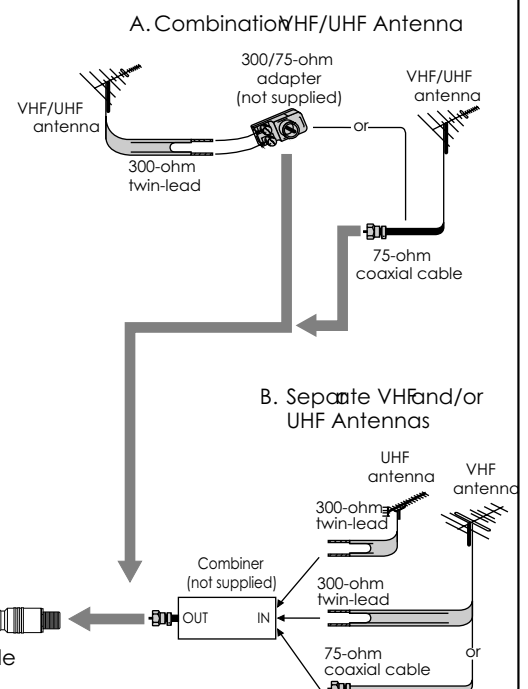 A. Combination VHF/UHF Antenna
300/75-ohm
adapter
(not supplied)
VHF/UHF
antenna
VHF/UHF
antenna
or
300-ohm
twin-lead
75-ohm
coaxial cable
B. Separate VHF and/or
UHF Antennas
UHF
antenna
VHF
antenna
300-ohm
twin-lead
Combiner
(not supplied)
OUT
IN
300-ohm
twin-lead
75-ohm
coaxial cable
or